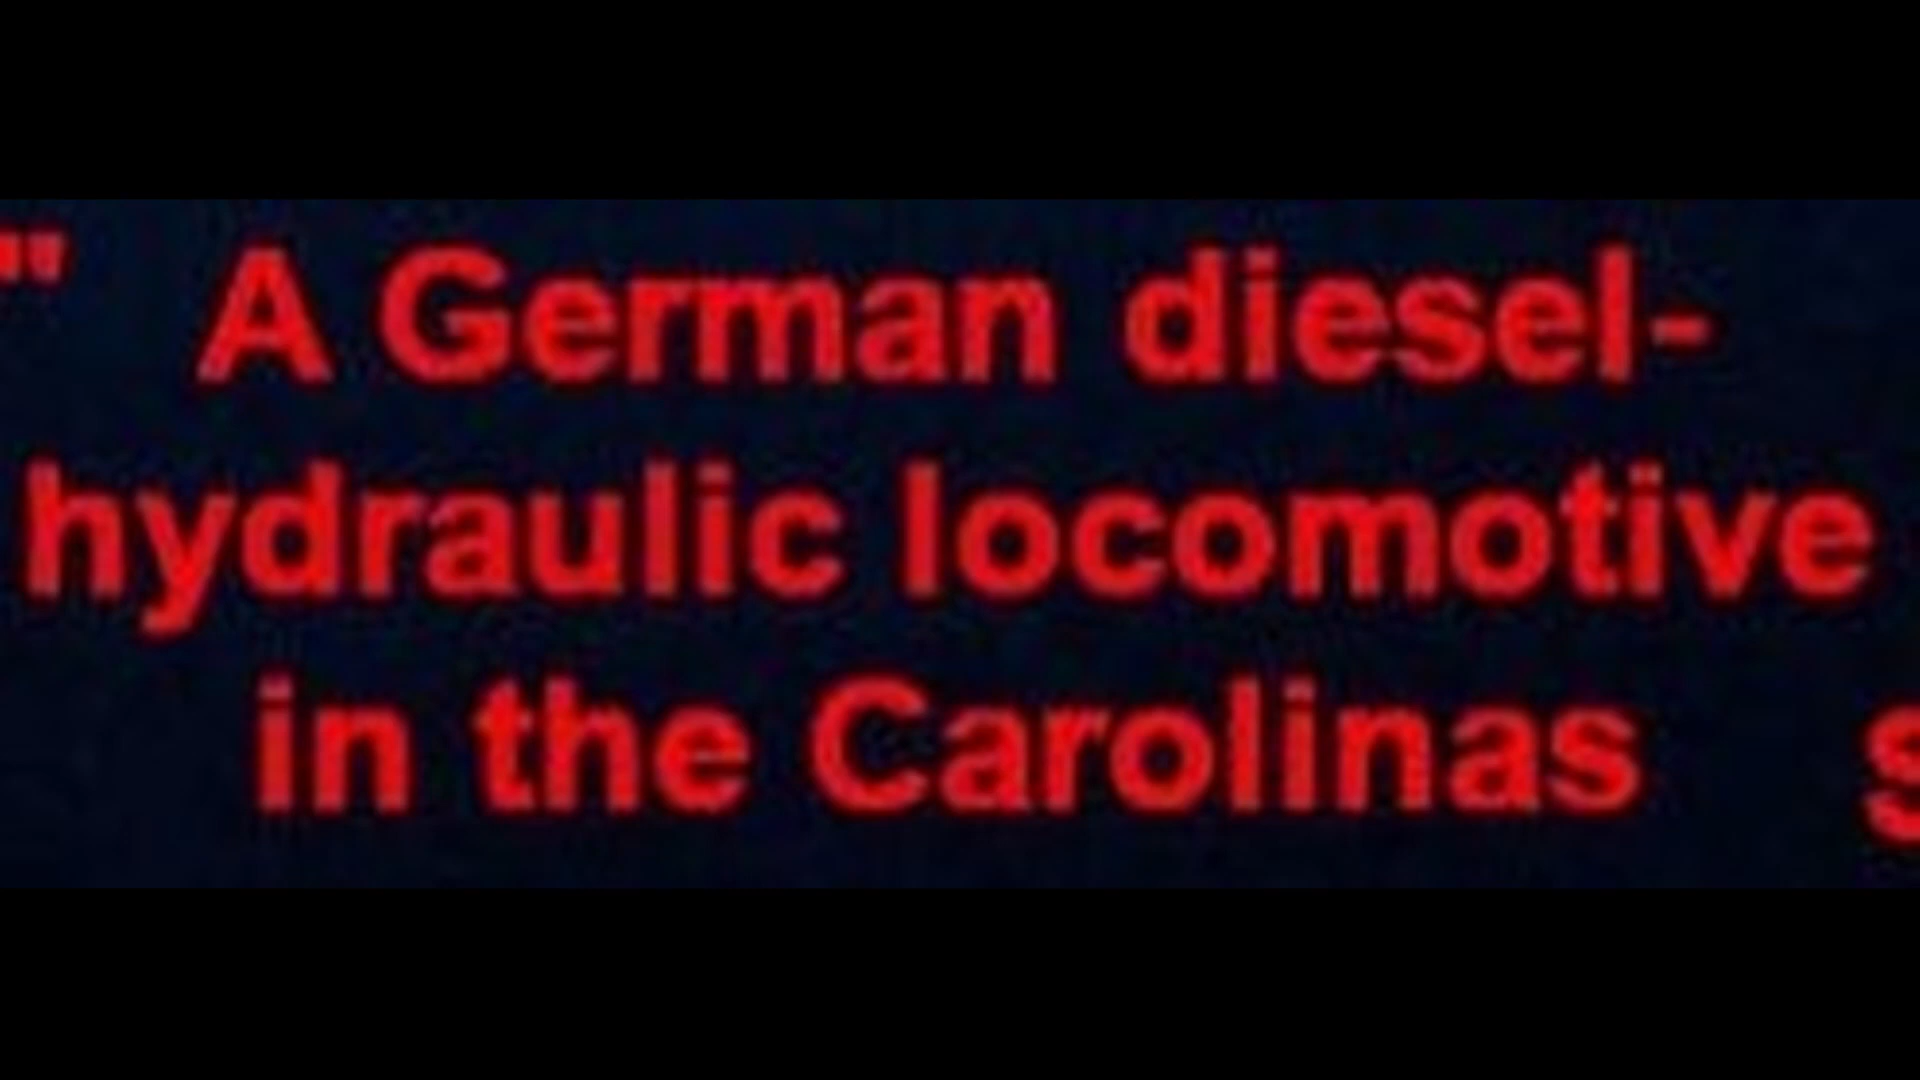 " A German diesel-
hydraulic locomotive
in the Carolinas s